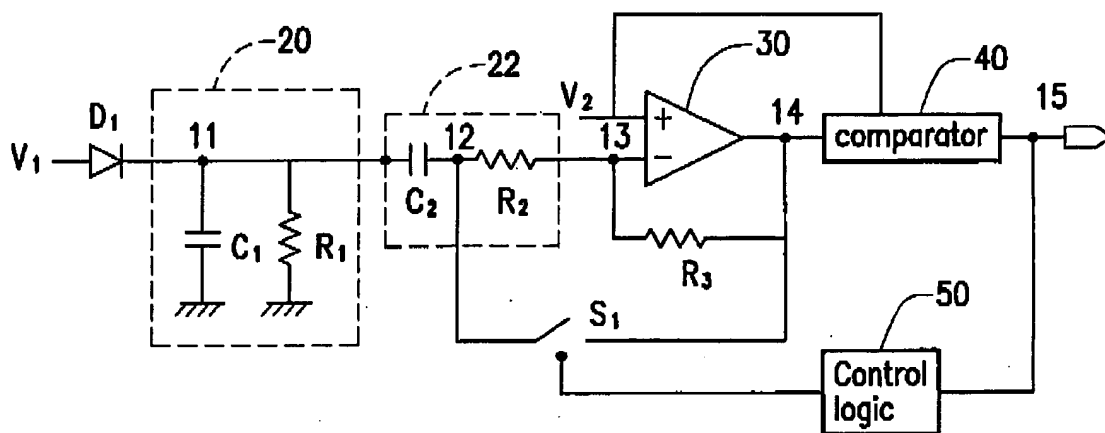 20
22
30
40
V2
14
15
D1
11
12
13
+
comparator
V1
−
C2
R2
C1
R1
R3
S1
50
Control
logic